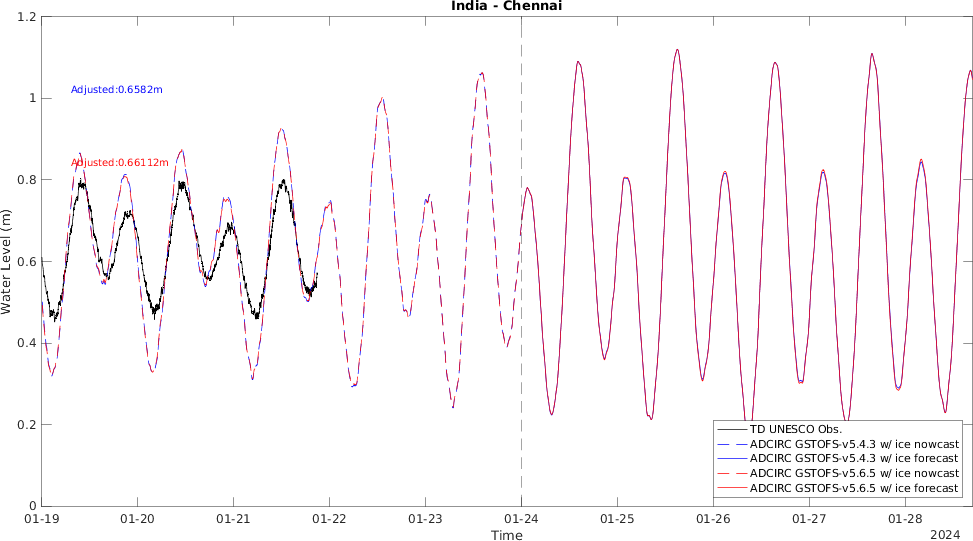 India - Chennai
Water Level (m)
1.2
1
0.8
0.6
0.4
0.2
0
Adjusted:0.6582m
Adjusted:0.66112m
TD UNESCO Obs.
ADCIRC GSTOFS-v5.4.3 w/ ice nowcast
ADCIRC GSTOFS-v5.4.3 w/ ice forecast
ADCIRC GSTOFS-v5.6.5 w/ ice nowcast
ADCIRC GSTOFS-v5.6.5 w/ ice forecast
01-19 01-20 01-21 01-22 01-23 01-24 01-25 01-26 01-27 01-28
Time
2024